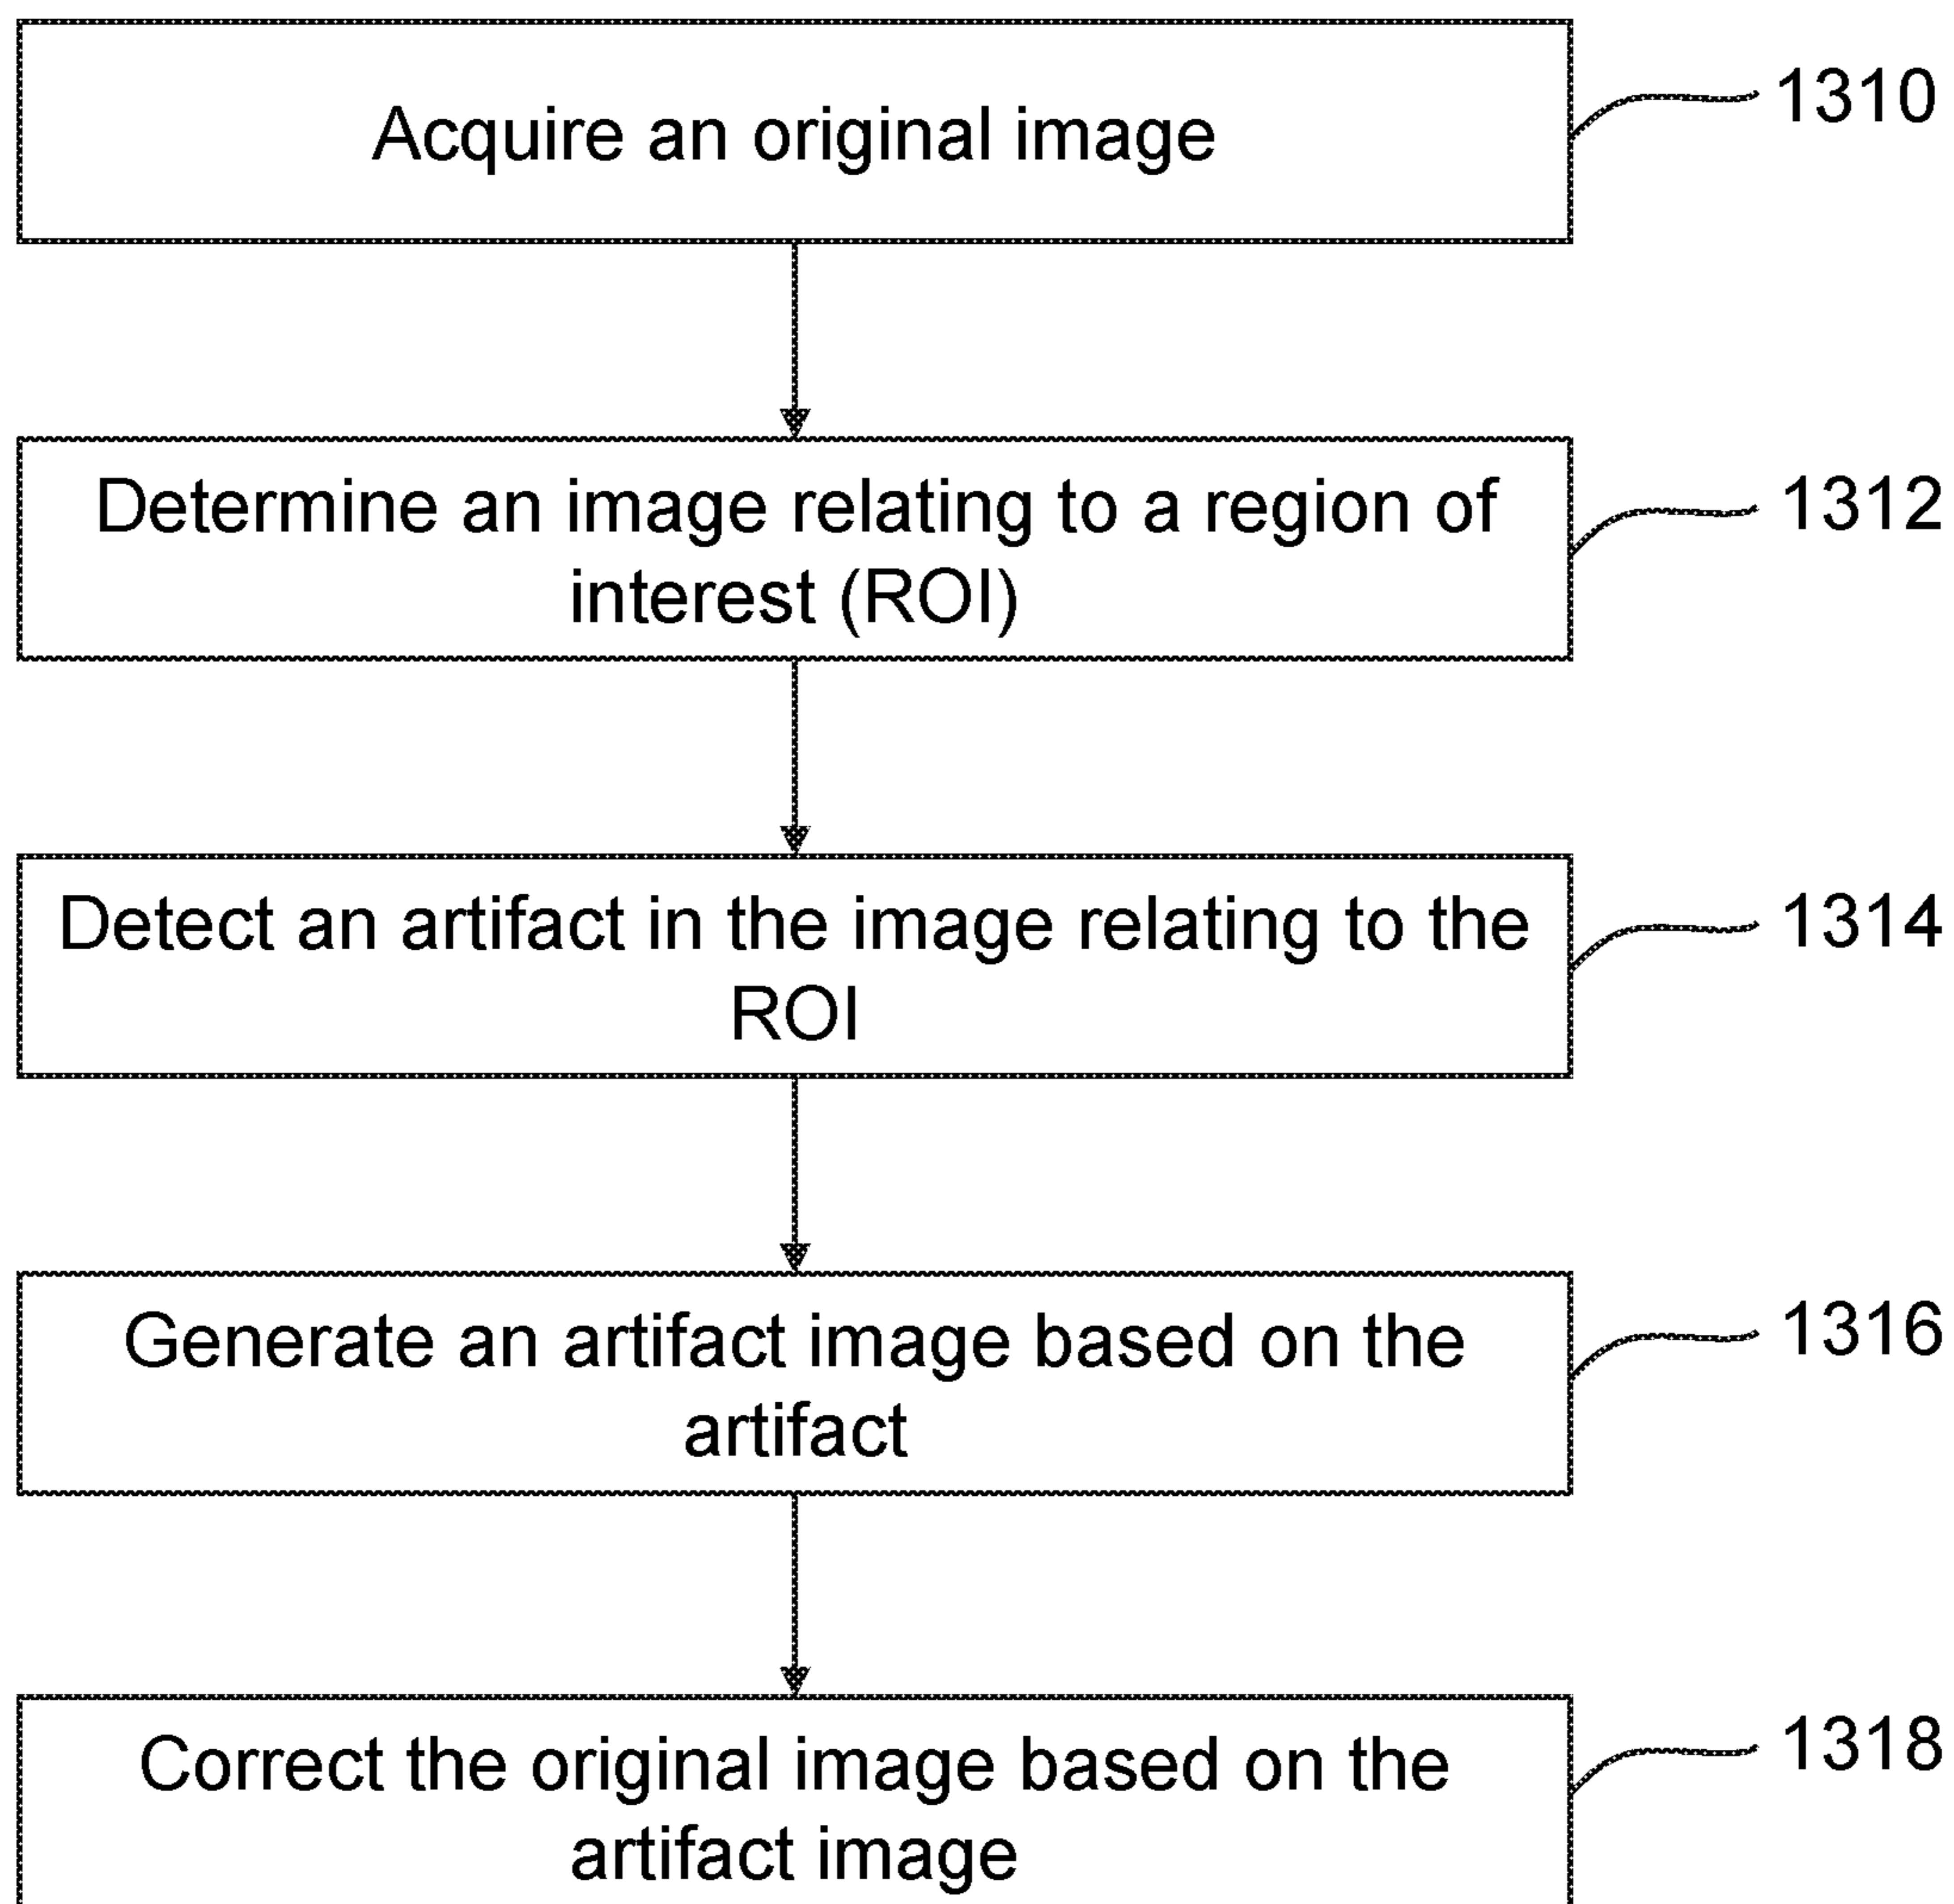 Acquire an original image
1310
Determine an image relating to a region of
interest (ROI)
1312
Detect an artifact in the image relating to the
ROI
1314
Generate an artifact image based on the
artifact
1316
Correct the original image based on the
artifact image
1318